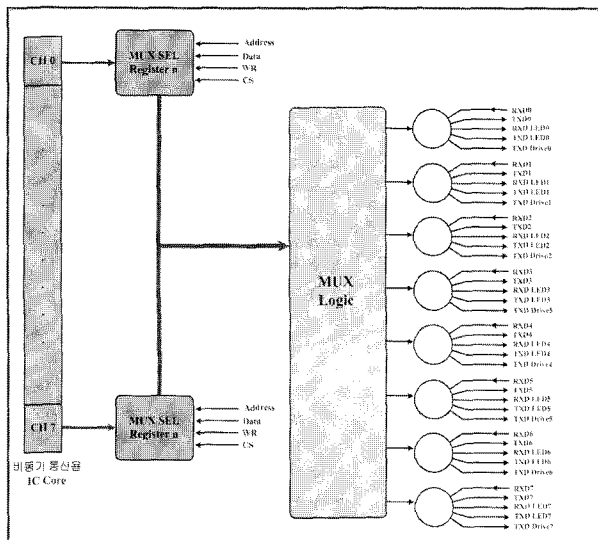 CH 0
MUX SEL
Register n
Address
Data
WR
CS
MUX
Logic
RXD0
TXD0
RXD LED0
TXD LED0
TXD Drive0
RXD1
TXD1
RXD LED1
TXD LED1
TXD Drive1
RXD2
TXD2
RXD LED2
TXD LED2
TXD Drive2
RXD3
TXD3
RXD LED3
TXD LED3
TXD Drive3
RXD4
TXD4
RXD LED4
TXD LED4
TXD Drive4
RXD5
TXD5
RXD LED5
TXD LED5
TXD Drive5
RXD6
TXD6
RXD LED6
TXD LED6
TXD Drive6
RXD7
TXD7
RXD LED7
TXD LED7
TXD Drive7
CH 7
MUX SEL
Register n
Address
Data
WR
CS
비동기 통신용
IC Core